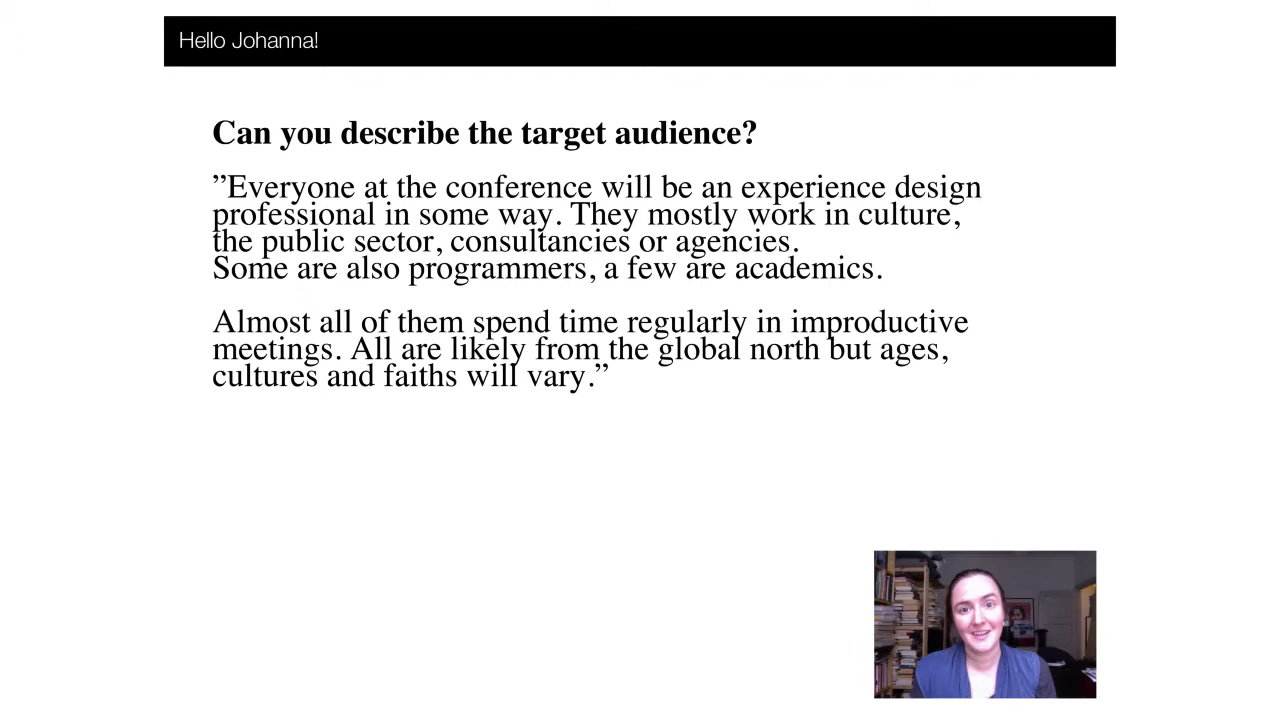 Hello Johanna!
Can you describe the target audience?
”Everyone at the conference will be an experience design
professional in some way. They mostly work in culture,
the public sector, consultancies or agencies.
Some are also programmers, a few are academics.
Almost all of them spend time regularly in improductive
meetings. All are likely from the global north but ages,
cultures and faiths will vary.”